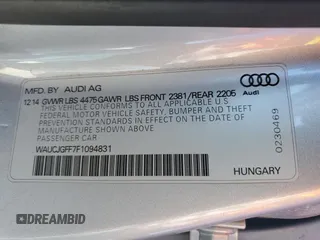 MFD. BY AUDI AG
12 14 GVWR LBS 4475 GAWR LBS FRONT 2381/REAR 2205
THIS VEHICLE CONFORMS TO ALL APPLICABLE U.S
FEDERAL MOTOR VEHICLE SAFETY, BUMPER AND THEFT
PREVENTION STANDARDS IN EFFECT ON THE DATE OF
MANUFACTURE SHOWN ABOVE
PASSENGER CAR
WAUCJGFF7F1094831
Audi
0230469
HUNGARY
DREAMBID